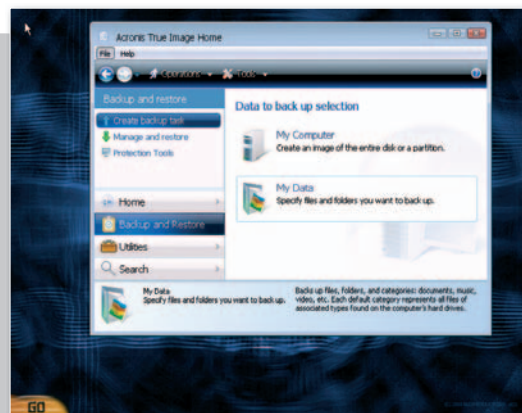 Acronis True Image Home
File Help
Operations Tools
Backup and restore
Create backup task
Manage and restore
Protection Tools
Data to back up selection
My Computer
Create an image of the entire disk or a partition.
My Data
Specify files and folders you want to back up.
Home
Backup and Restore
Utilities
Search
My Data
Specify files and folders you want to back up.
Backs up files, folders, and categories: documents, music,
video, etc. Each default category represents all files of
associated types found on the computer's hard drives.
GO